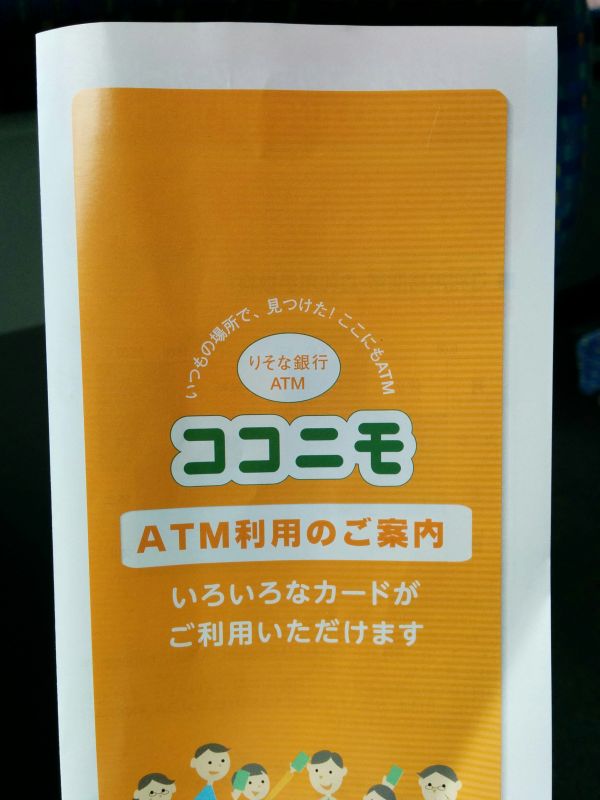 いつもの場所で、見つけた!ここにもATM
りそな銀行
ATM
ココニモ
ATM利用のご案内
いろいろなカードが
ご利用いただけます